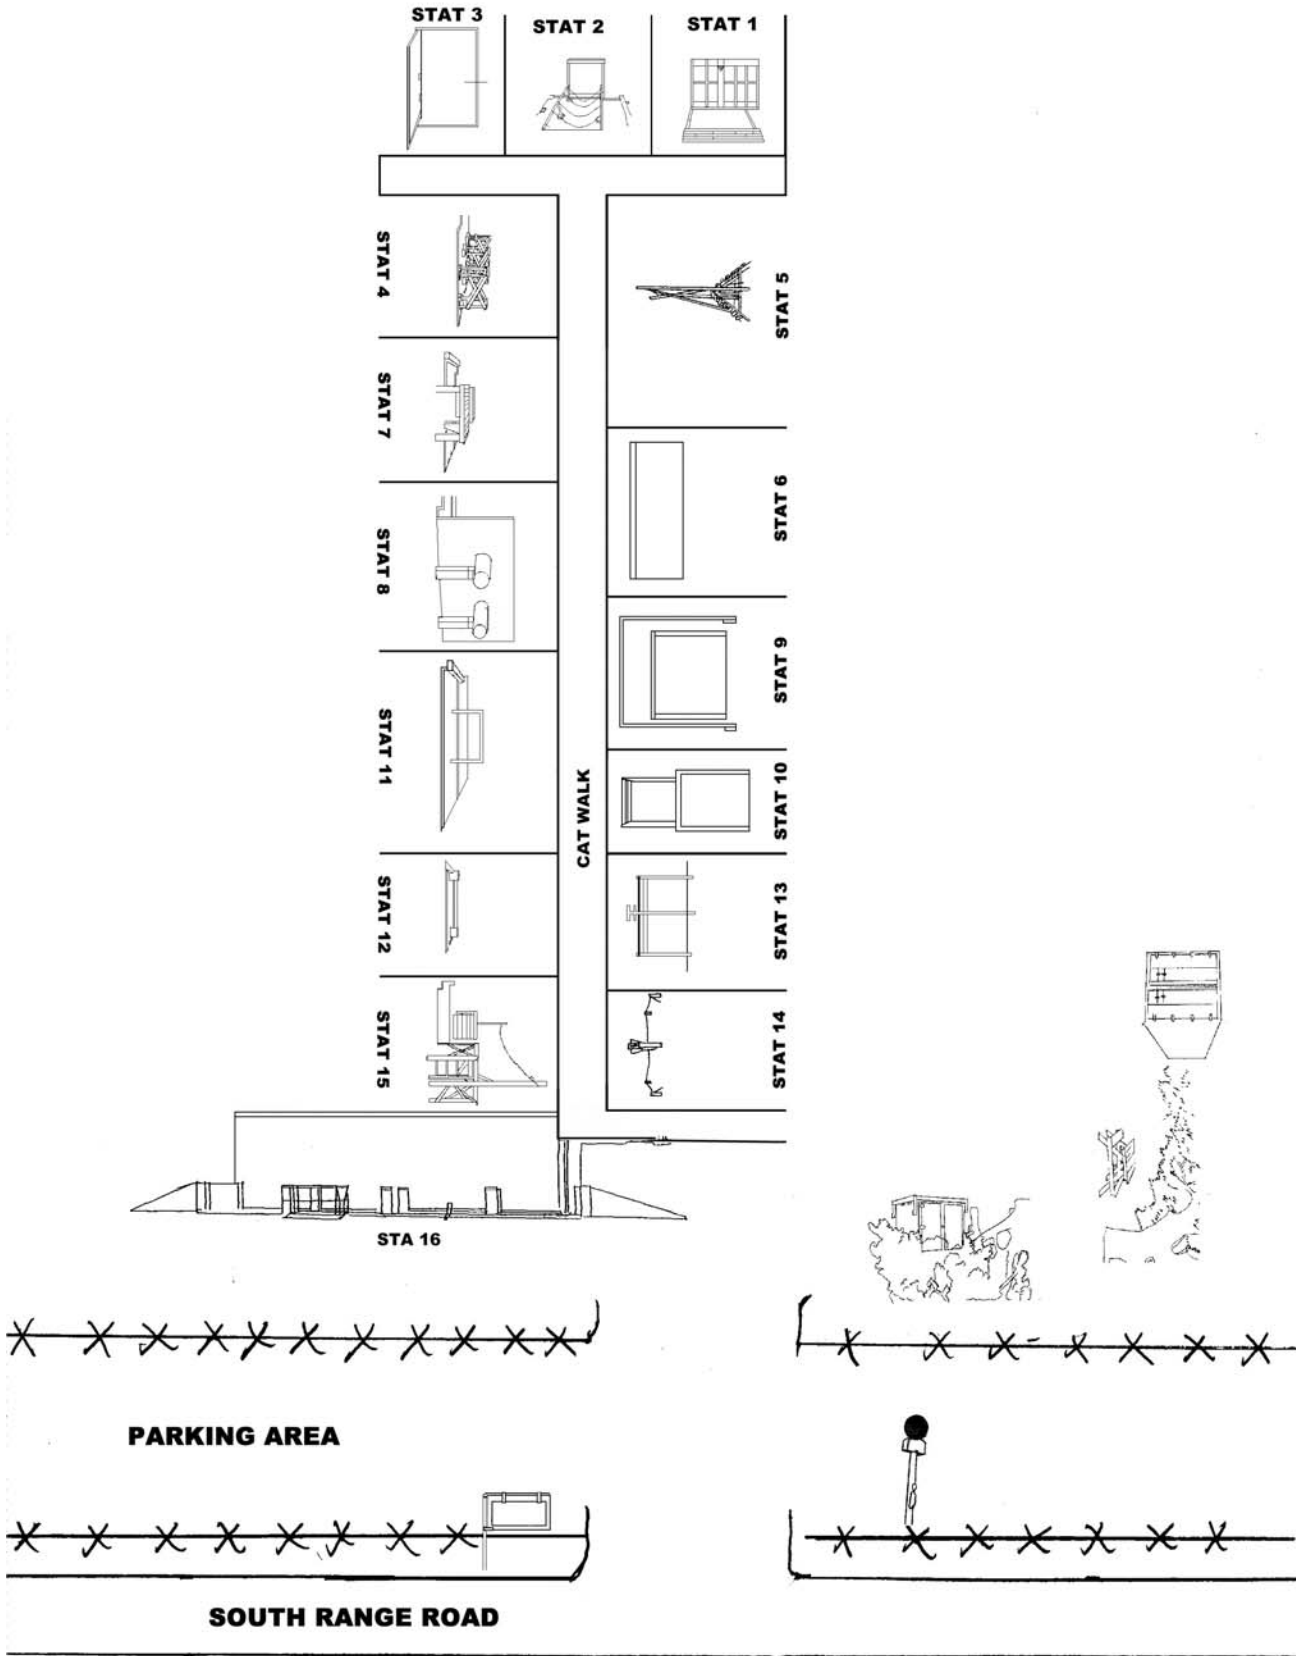 STAT 3
STAT 2
STAT 1
STAT 4
STAT 5
STAT 7
STAT 6
STAT 8
STAT 9
STAT 11
STAT 10
CAT WALK
STAT 12
STAT 13
STAT 15
STAT 14
STA 16
PARKING AREA
SOUTH RANGE ROAD